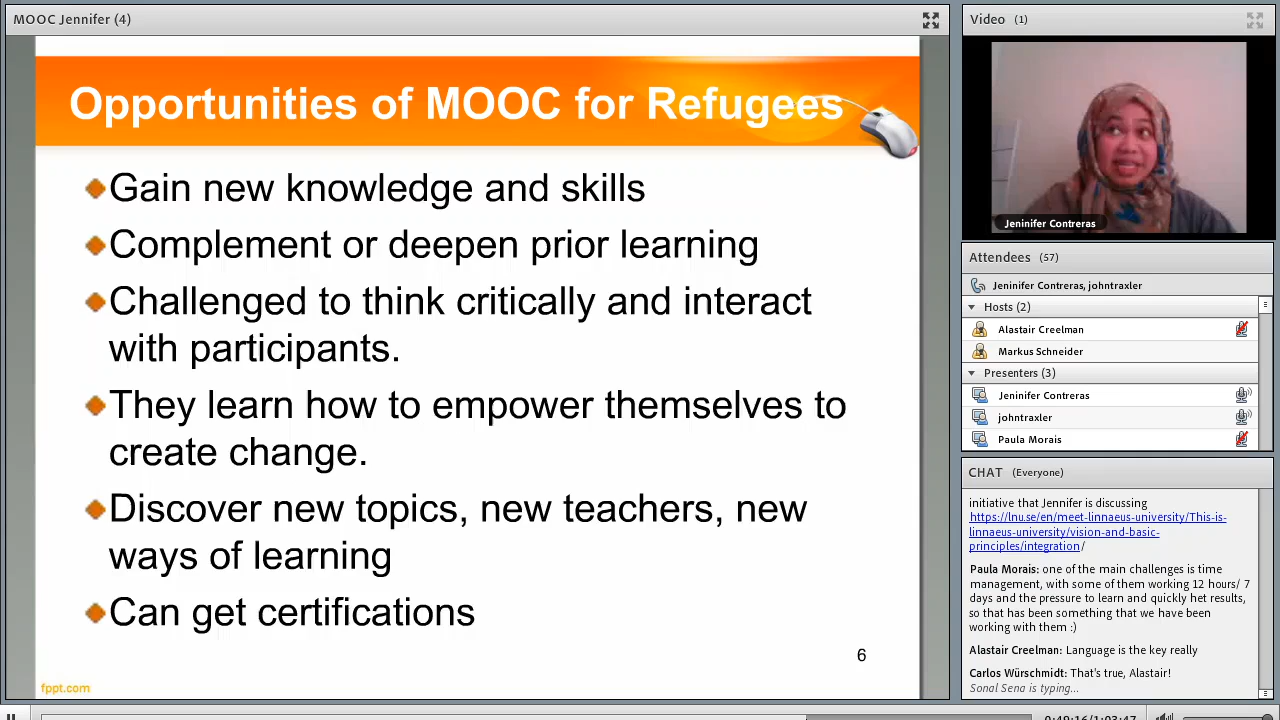 MOOC Jennifer (4)
Opportunities of MOOC for Refugees
Gain new knowledge and skills
Complement or deepen prior learning
Challenged to think critically and interact
with participants.
They learn how to empower themselves to
create change.
Discover new topics, new teachers, new
ways of learning
Can get certifications
6
fppt.com
Video (1)
Jeninifer Contreras
Attendees (57)
Jeninifer Contreras, johntraxler
Hosts (2)
Alastair Creelman
Markus Schneider
Presenters (3)
Jeninifer Contreras
johntraxler
Paula Morais
CHAT (Everyone)
initiative that Jennifer is discussing
https://lnu.se/en/meet-linnaeus-university/This-is-
linnaeus-university/vision-and-basic-
principles/integration/
Paula Morais: one of the main challenges is time
management, with some of them working 12 hours/ 7
days and the pressure to learn and quickly het results,
so that has been something that we have been
working with them :)
Alastair Creelman: Language is the key really
Carlos Würschmidt: That's true, Alastair!
Sonal Sena is typing...
0:49:16/1:03:47